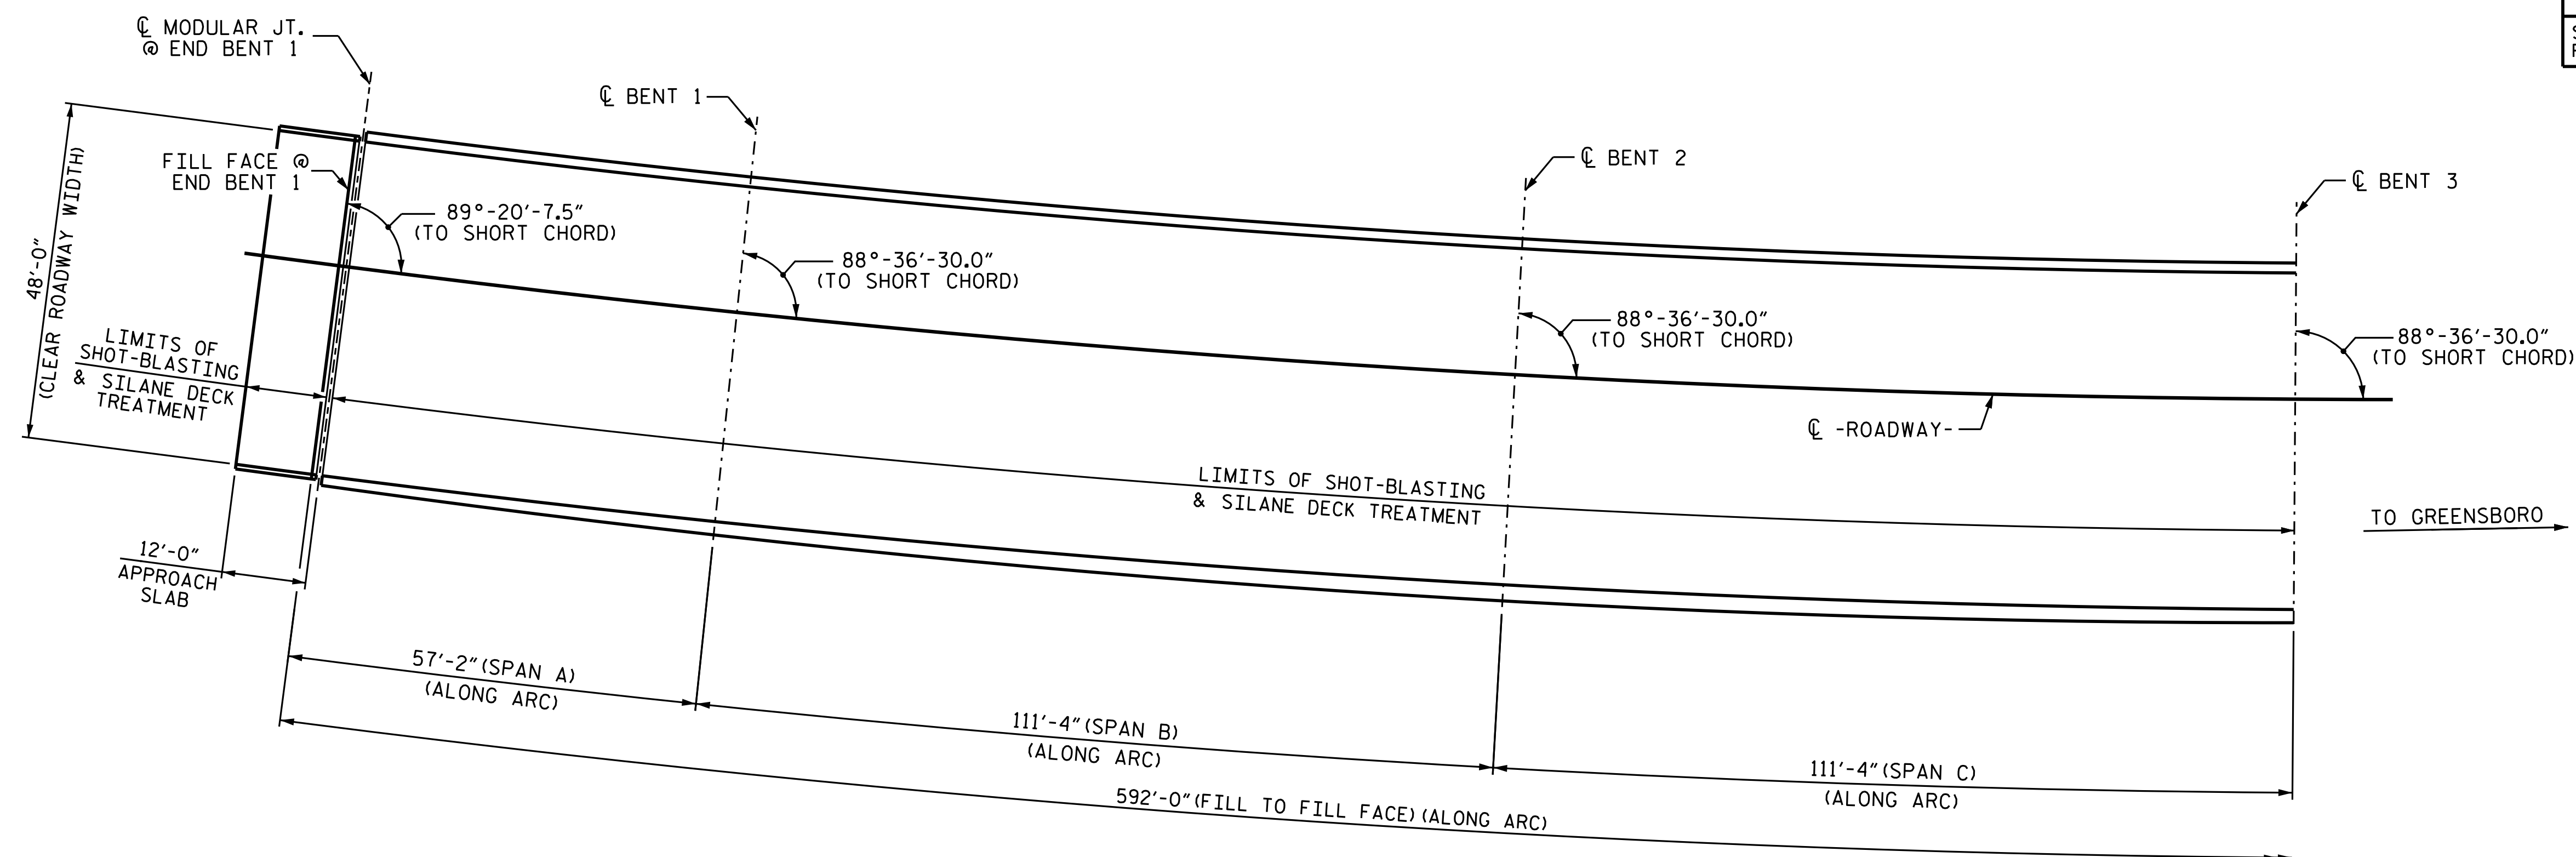 ℄ MODULAR JT.
@ END BENT 1
℄ BENT 1
℄ BENT 2
℄ BENT 3
FILL FACE @
END BENT 1
48'-0"
(CLEAR ROADWAY WIDTH)
89°-20'-7.5"
(TO SHORT CHORD)
88°-36'-30.0"
(TO SHORT CHORD)
88°-36'-30.0"
(TO SHORT CHORD)
88°-36'-30.0"
(TO SHORT CHORD)
LIMITS OF
SHOT-BLASTING
& SILANE DECK
TREATMENT
℄ -ROADWAY-
LIMITS OF SHOT-BLASTING
& SILANE DECK TREATMENT
TO GREENSBORO
12'-0"
APPROACH
SLAB
57'-2"(SPAN A)
(ALONG ARC)
111'-4"(SPAN B)
(ALONG ARC)
111'-4"(SPAN C)
(ALONG ARC)
592'-0"(FILL TO FILL FACE)(ALONG ARC)